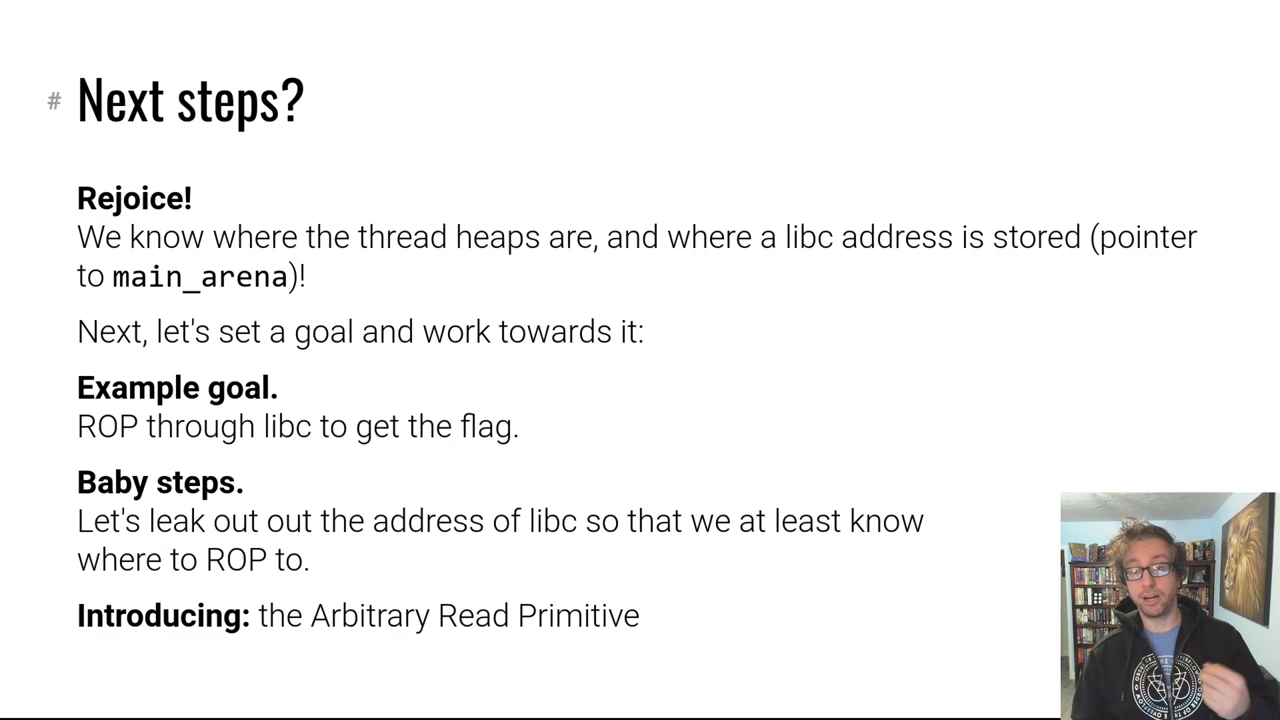 # Next steps?
Rejoice!
We know where the thread heaps are, and where a libc address is stored (pointer
to main_arena)!
Next, let's set a goal and work towards it:
Example goal.
ROP through libc to get the flag.
Baby steps.
Let's leak out out the address of libc so that we at least know
where to ROP to.
Introducing: the Arbitrary Read Primitive